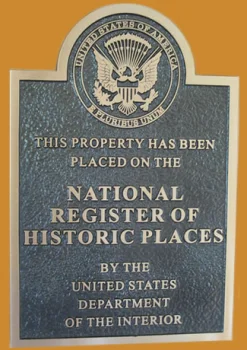 UNITED STATES OF AMERICA
E PLURIBUS UNUM
THIS PROPERTY HAS BEEN
PLACED ON THE
NATIONAL
REGISTER OF
HISTORIC PLACES
BY THE
UNITED STATES
DEPARTMENT
OF THE INTERIOR